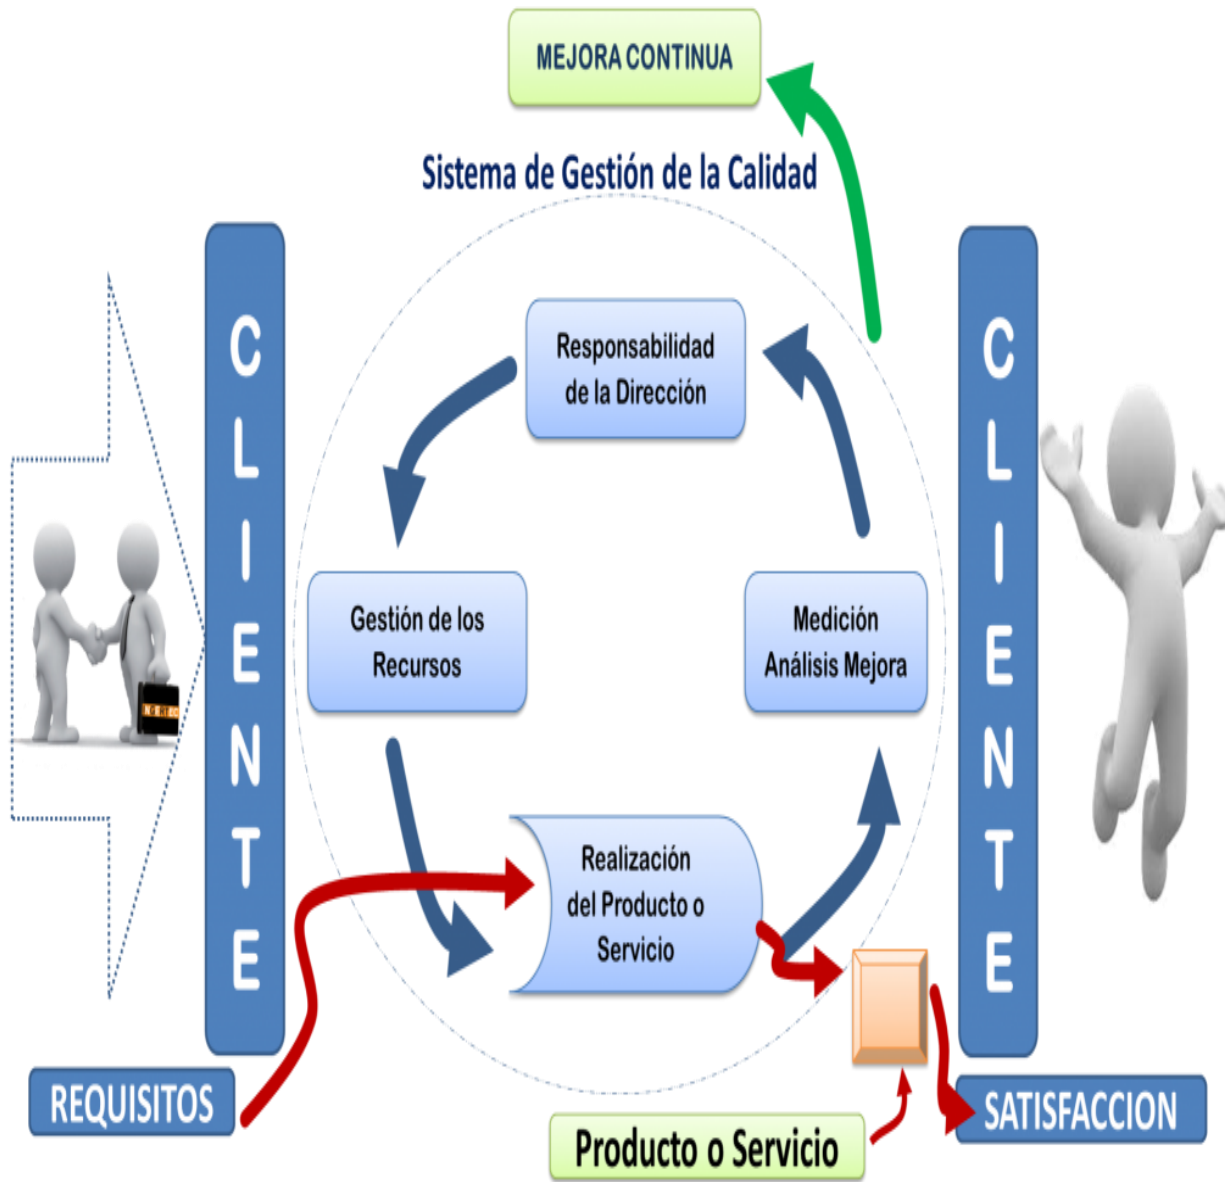 MEJORA CONTINUA
Sistema de Gestión de la Calidad
CLIENTE
Responsabilidad
de la Dirección
CLIENTE
Gestión de los
Recursos
Medición
Análisis Mejora
Realización
del Producto o
Servicio
REQUISITOS
Producto o Servicio
SATISFACCION